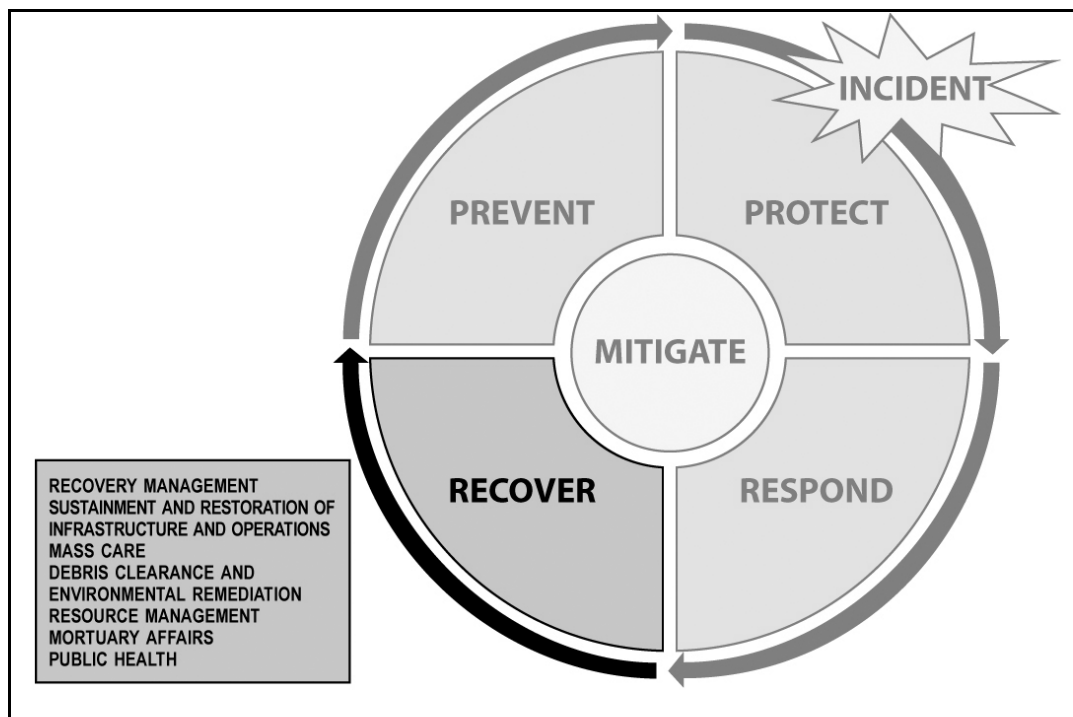 INCIDENT
PREVENT
PROTECT
MITIGATE
RECOVER
RESPOND
RECOVERY MANAGEMENT
SUSTAINMENT AND RESTORATION OF
INFRASTRUCTURE AND OPERATIONS
MASS CARE
DEBRIS CLEARANCE AND
ENVIRONMENTAL REMEDIATION
RESOURCE MANAGEMENT
MORTUARY AFFAIRS
PUBLIC HEALTH